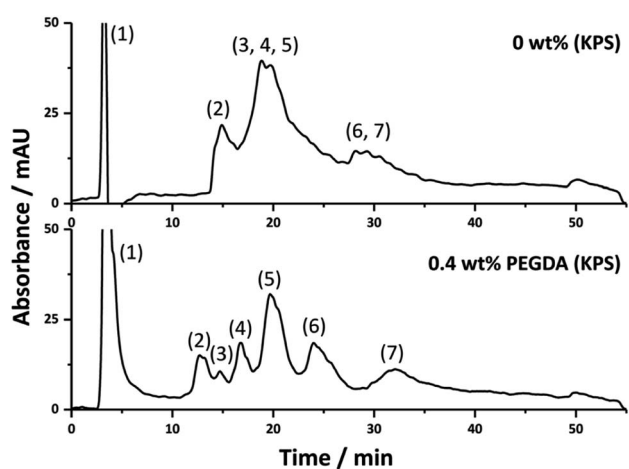 50
(1)
(3, 4, 5)
0 wt% (KPS)
(2)
25
(6, 7)
0
0 10 20 30 40 50
50
(1)
0.4 wt% PEGDA (KPS)
(5)
25
(2)
(3)
(4)
(6)
(7)
0
0 10 20 30 40 50
Absorbance / mAU
Time / min